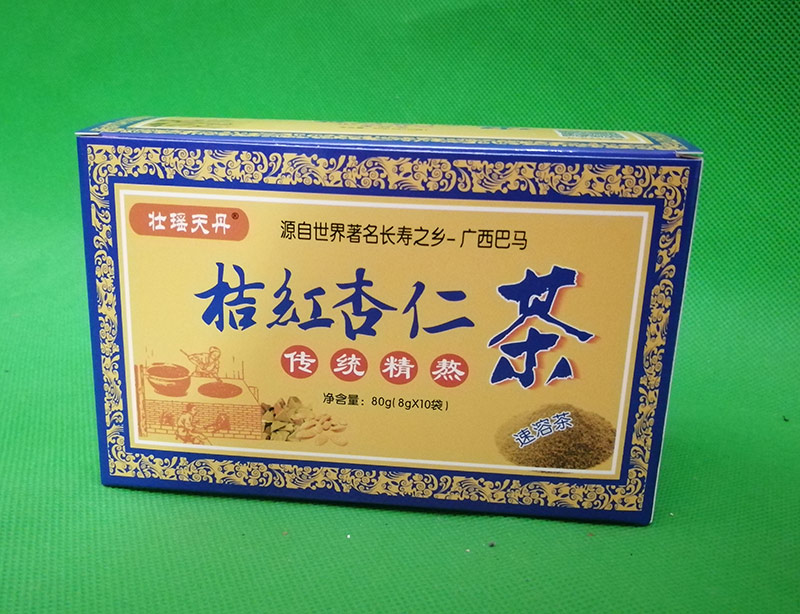 壮瑶天丹®
源自世界著名长寿之乡-广西巴马
桔紅杏仁茶
传统精熬
净含量：80g(8gX10袋)
速溶茶